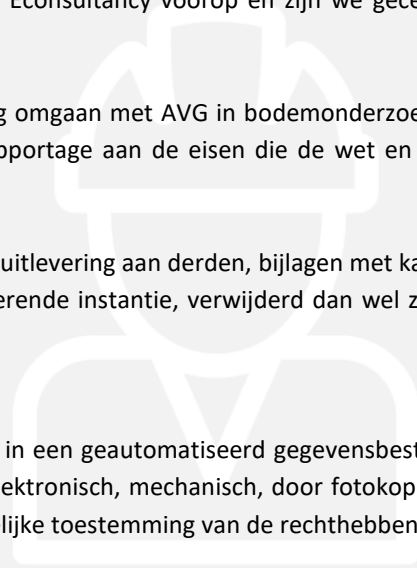 Econsultancy voorop en zijn we gece
g omgaan met AVG in bodemonderzoe
pportage aan de eisen die de wet en
uitlevering aan derden, bijlagen met ka
erende instantie, verwijderd dan wel z
in een geautomatiseerd gegevensbest
ektronisch, mechanisch, door fotokop
elijke toestemming van de rechthebben